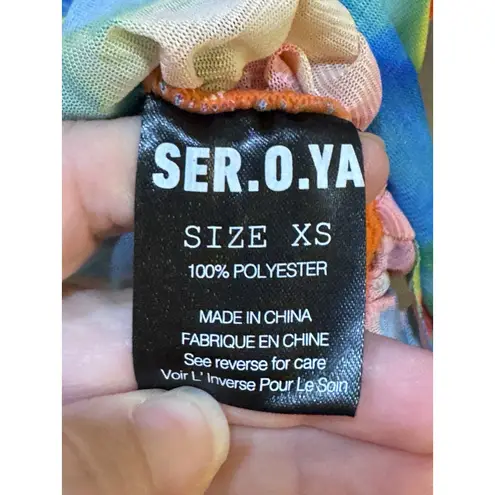 SER.O.YA
SIZE XS
100% POLYESTER
MADE IN CHINA
FABRIQUE EN CHINE
See reverse for care
Voir L' Inverse Pour Le Soin